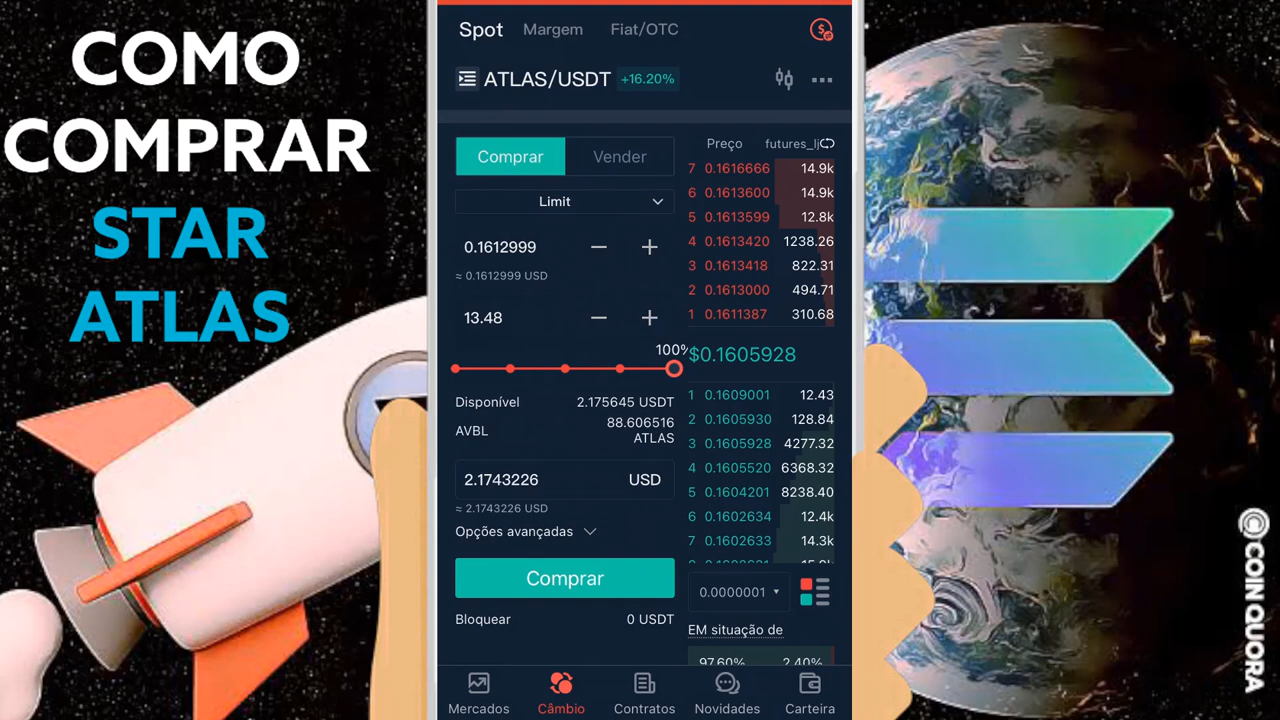 COMO
COMPRAR
STAR
ATLAS
Spot Margem Fiat/OTC
ATLAS/USDT +16.20%
Comprar Vender
Limit
0.1612999
≈ 0.1612999 USD
13.48
100%
Disponível 2.175645 USDT
AVBL 88.606516
ATLAS
2.1743226 USD
≈ 2.1743226 USD
Opções avançadas
Comprar
Bloquear 0 USDT
Preço
7 0.1616666 14.9k
6 0.1613600 14.9k
5 0.1613599 12.8k
4 0.1613420 1238.26
3 0.1613418 822.31
2 0.1613000 494.71
1 0.1611387 310.68
$0.1605928
1 0.1609001 12.43
2 0.1605930 128.84
3 0.1605928 4277.32
4 0.1605520 6368.32
5 0.1604201 8238.40
6 0.1602634 12.4k
7 0.1602633 14.3k
0.0000001
EM situação de
97.60% 2.40%
Mercados Câmbio Contratos Novidades Carteira
COINQUORA